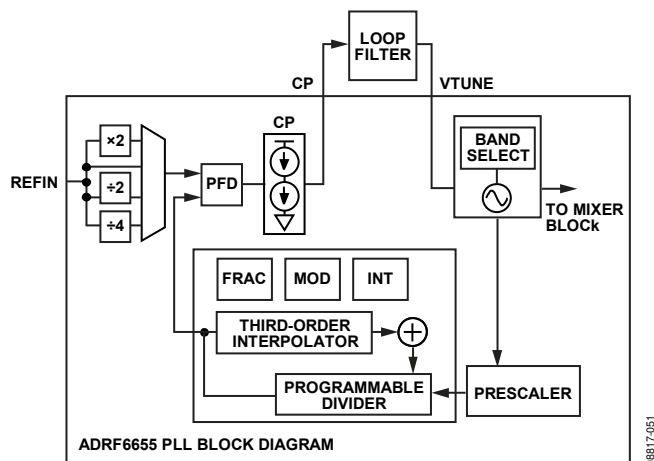 LOOP
FILTER
CP
VTUNE
CP
×2
÷2
÷4
REFIN
PFD
BAND
SELECT
TO MIXER
BLOCk
FRAC
MOD
INT
THIRD-ORDER
INTERPOLATOR
+
PROGRAMMABLE
DIVIDER
PRESCALER
ADRF6655 PLL BLOCK DIAGRAM
08817-051